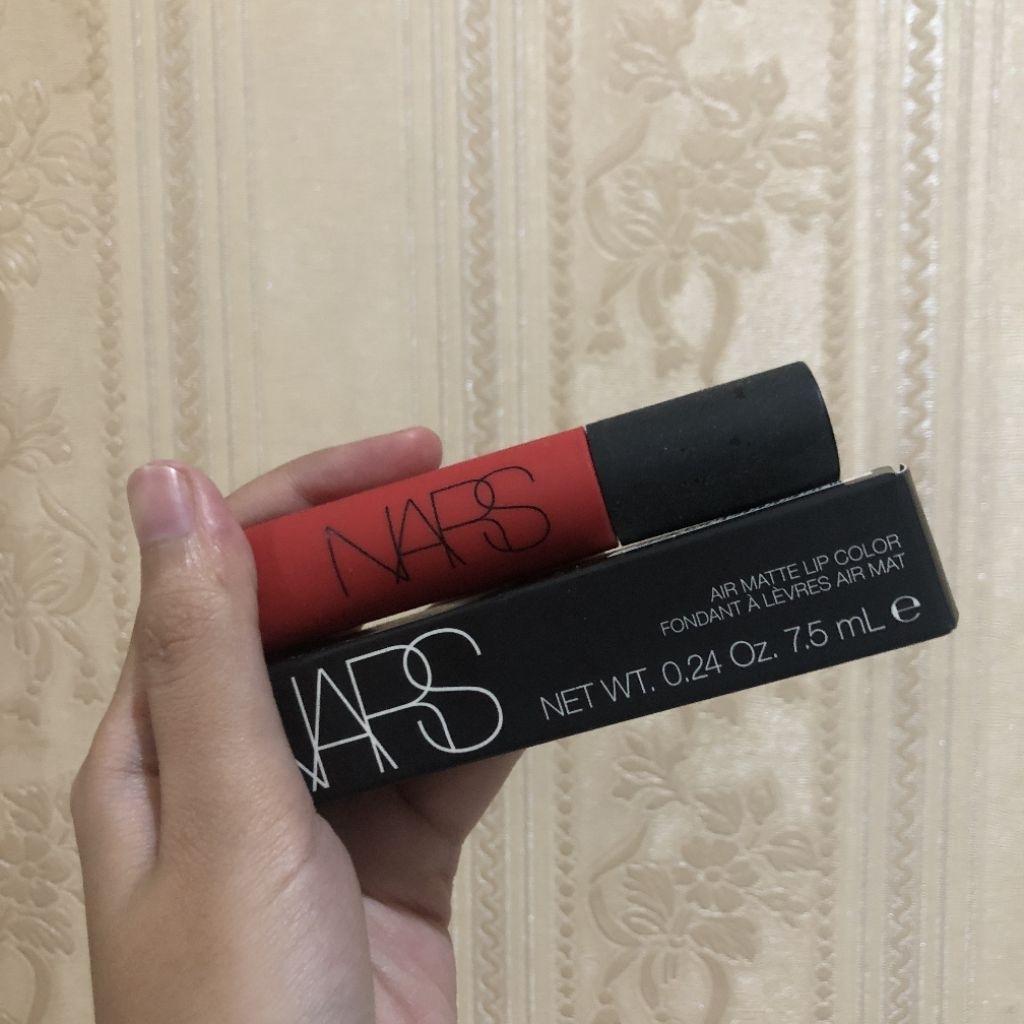 NARS
NARS
AIR MATTE LIP COLOR
FONDANT À LÈVRES AIR MAT
NET WT. 0.24 Oz. 7.5 mL ℮